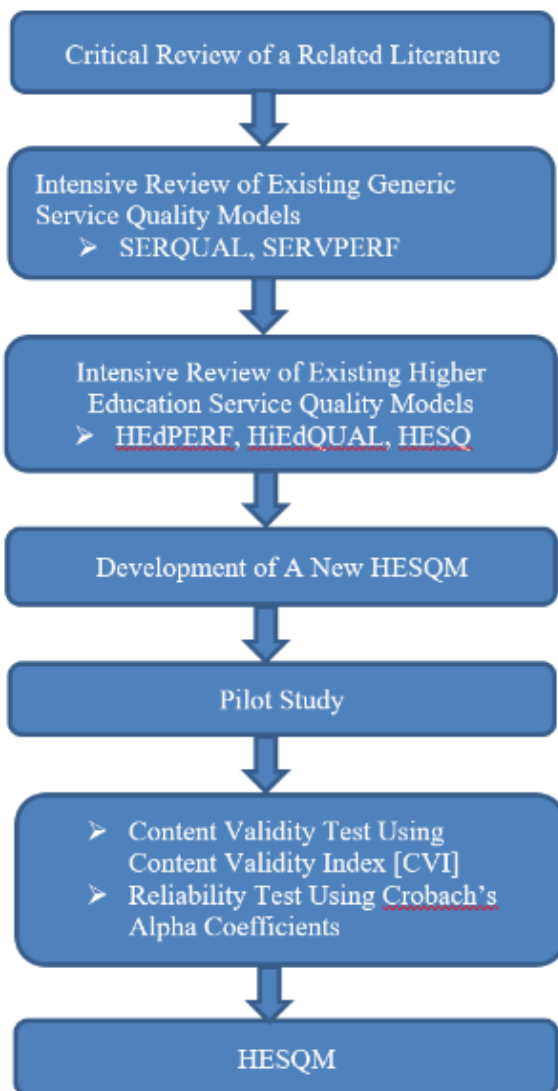 Critical Review of a Related Literature
Intensive Review of Existing Generic
Service Quality Models
➢ SERQUAL, SERVPERF
Intensive Review of Existing Higher
Education Service Quality Models
➢ HEdPERF, HiEdQUAL, HESQ
Development of A New HESQM
Pilot Study
➢ Content Validity Test Using
Content Validity Index [CVI]
➢ Reliability Test Using Crobach’s
Alpha Coefficients
HESQM